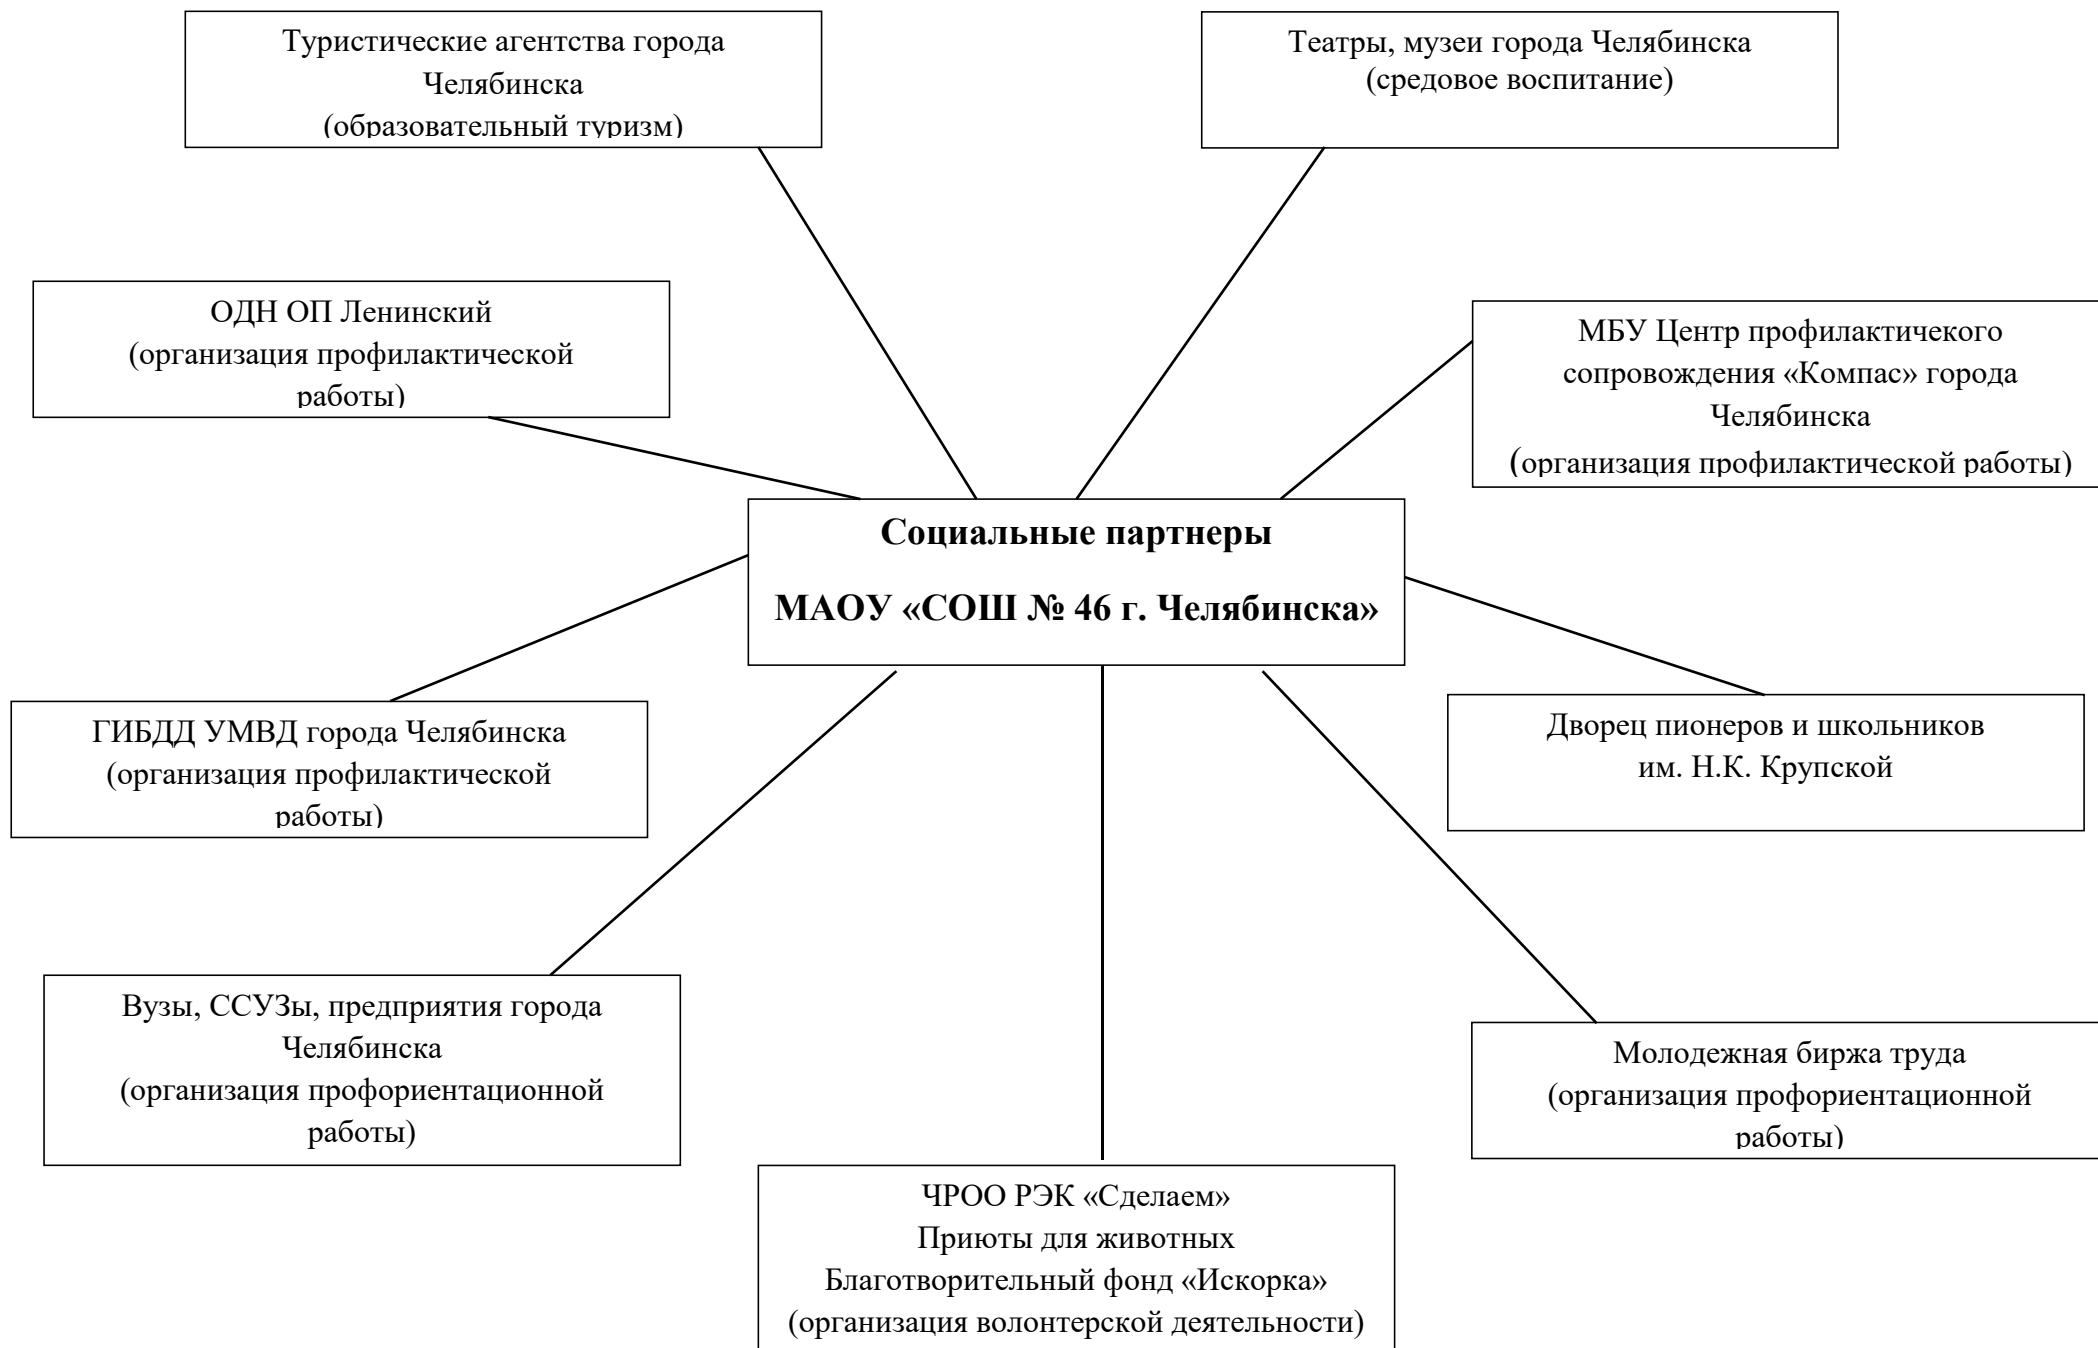 Туристические агентства города
Челябинска
(образовательный туризм)
Театры, музеи города Челябинска
(средовое воспитание)
ОДН ОП Ленинский
(организация профилактической
работы)
МБУ Центр профилактичекого
сопровождения «Компас» города
Челябинска
(организация профилактической работы)
Социальные партнеры
МАОУ «СОШ № 46 г. Челябинска»
ГИБДД УМВД города Челябинска
(организация профилактической
работы)
Дворец пионеров и школьников
им. Н.К. Крупской
Вузы, ССУЗы, предприятия города
Челябинска
(организация профориентационной
работы)
Молодежная биржа труда
(организация профориентационной
работы)
ЧРОО РЭК «Сделаем»
Приюты для животных
Благотворительный фонд «Искорка»
(организация волонтерской деятельности)